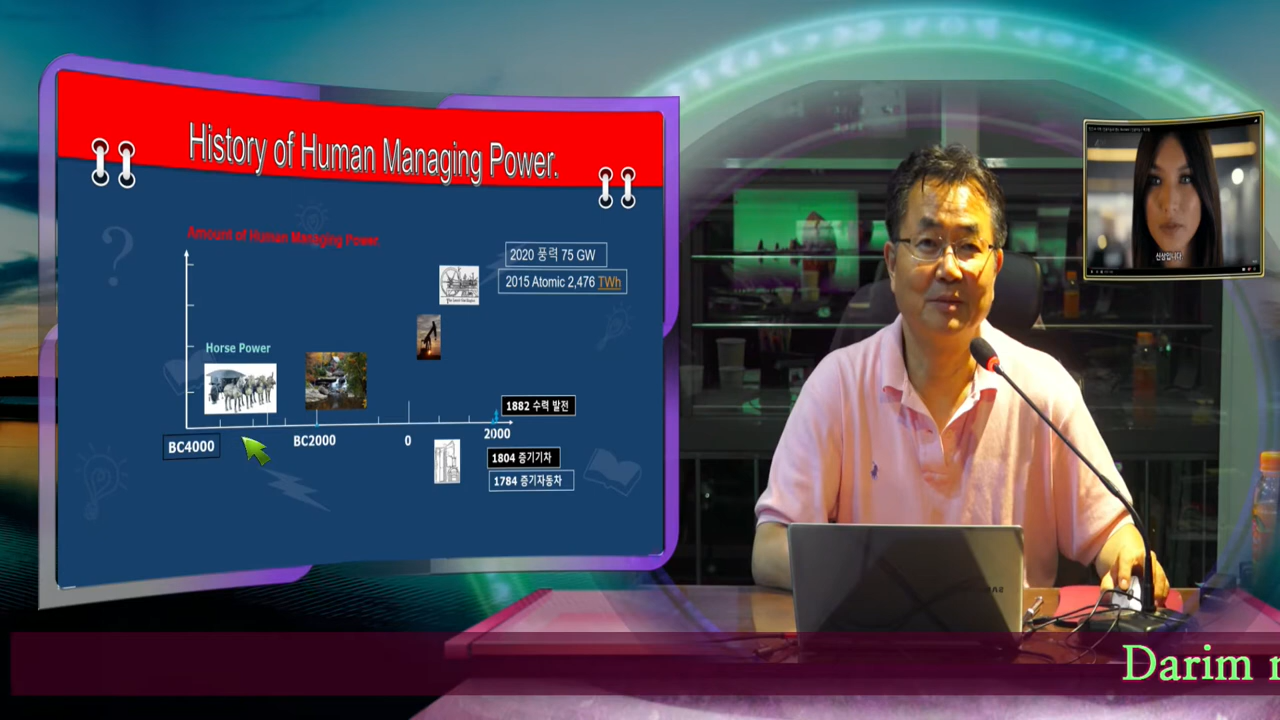 History of Human Managing Power.
Amount of Human Managing Power.
2020 풍력 75 GW
2015 Atomic 2,476 TWh
Horse Power
1882 수력 발전
BC4000
BC2000
0
2000
1804 증기기차
1784 증기자동차
신상입니다
Darim